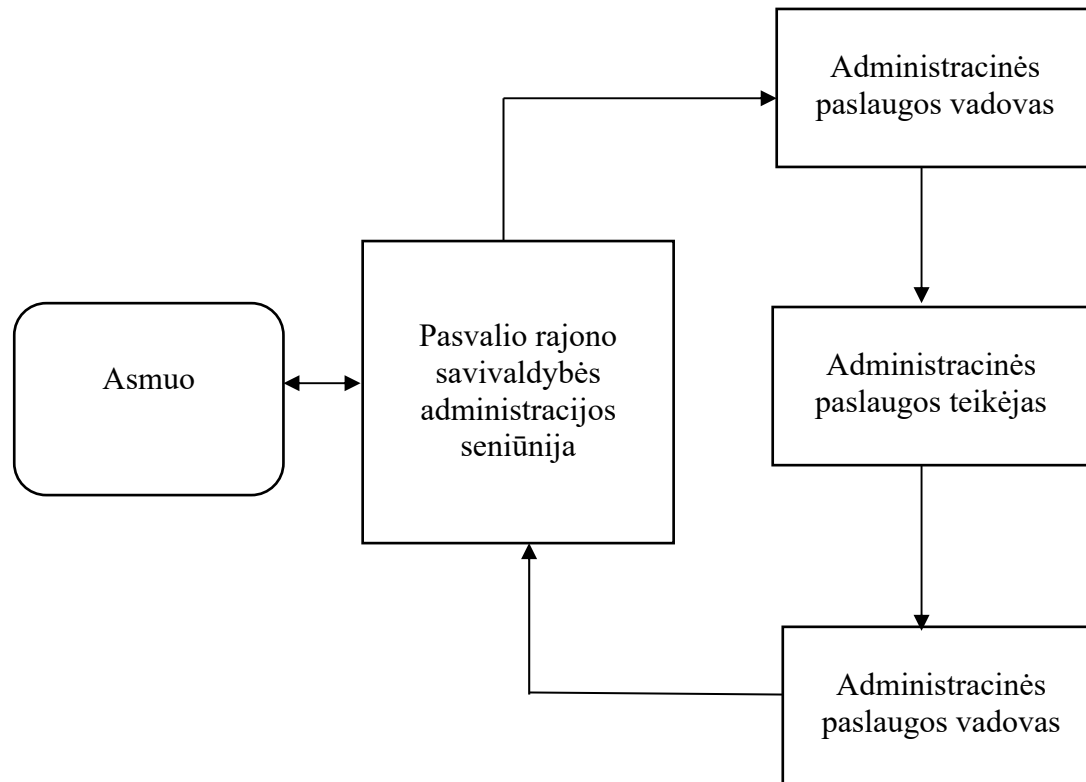 Administracinės
paslaugos vadovas
Asmuo
Pasvalio rajono
savivaldybės
administracijos
seniūnija
Administracinės
paslaugos teikėjas
Administracinės
paslaugos vadovas